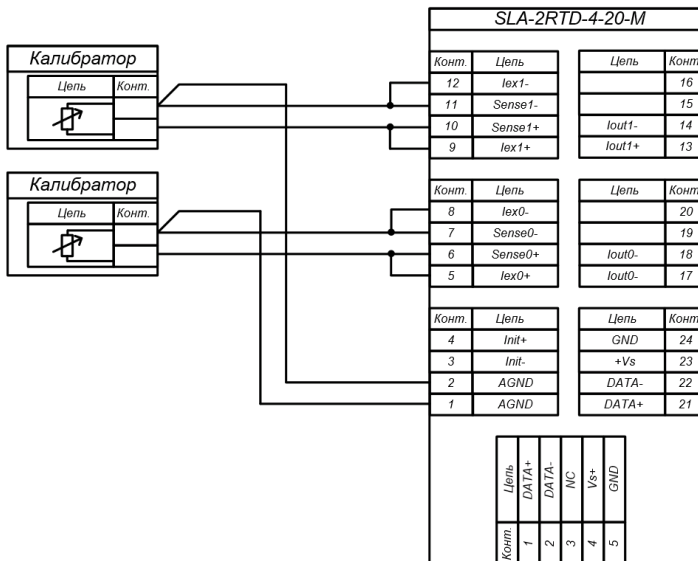 SLA-2RTD-4-20-M
Калибратор
Цепь Конт.
Калибратор
Цепь Конт.
Конт. Цепь Цепь Конт
12 Iex1- 16
11 Sense1- 15
10 Sense1+ Iout1- 14
9 Iex1+ Iout1+ 13
Конт. Цепь Цепь Конт
8 Iex0- 20
7 Sense0- 19
6 Sense0+ Iout0- 18
5 Iex0+ Iout0- 17
Конт. Цепь Цепь Конт
4 Init+ GND 24
3 Init- +Vs 23
2 AGND DATA- 22
1 AGND DATA+ 21
Цепь DATA+ DATA- NC Vs+ GND
Конт. 1 2 3 4 5